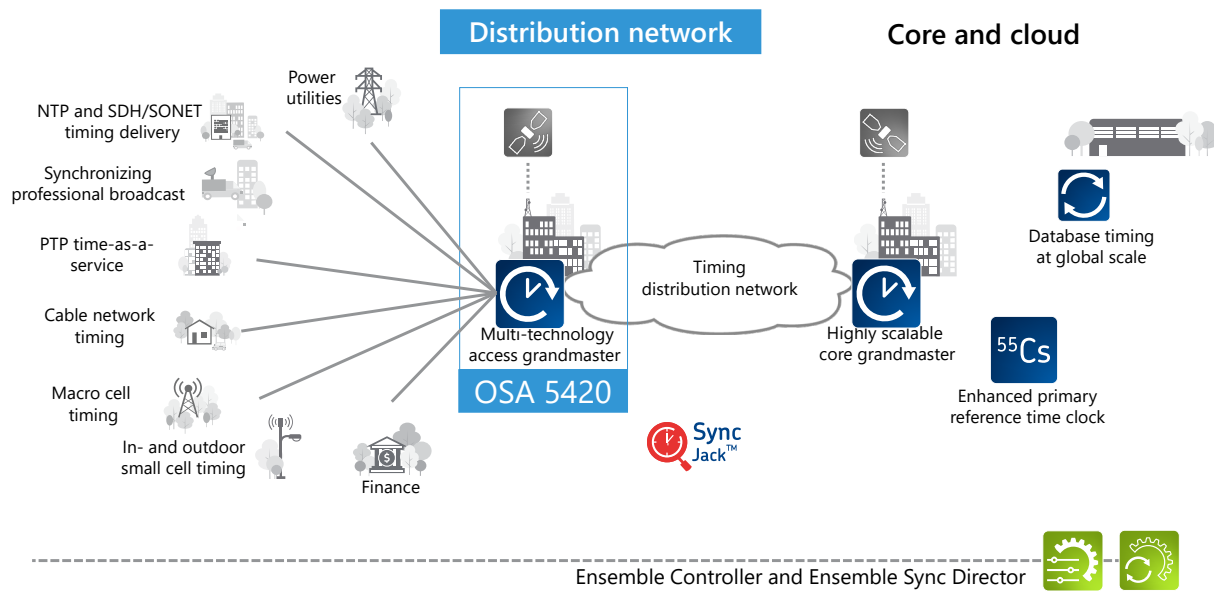 Distribution network
Core and cloud
Power
utilities
NTP and SDH/SONET
timing delivery
Synchronizing
professional broadcast
PTP time-as-a-
service
Cable network
timing
Macro cell
timing
In- and outdoor
small cell timing
$
Finance
Multi-technology
access grandmaster
OSA 5420
Timing
distribution network
Highly scalable
core grandmaster
Database timing
at global scale
55Cs
Enhanced primary
reference time clock
Sync
Jack™
Ensemble Controller and Ensemble Sync Director